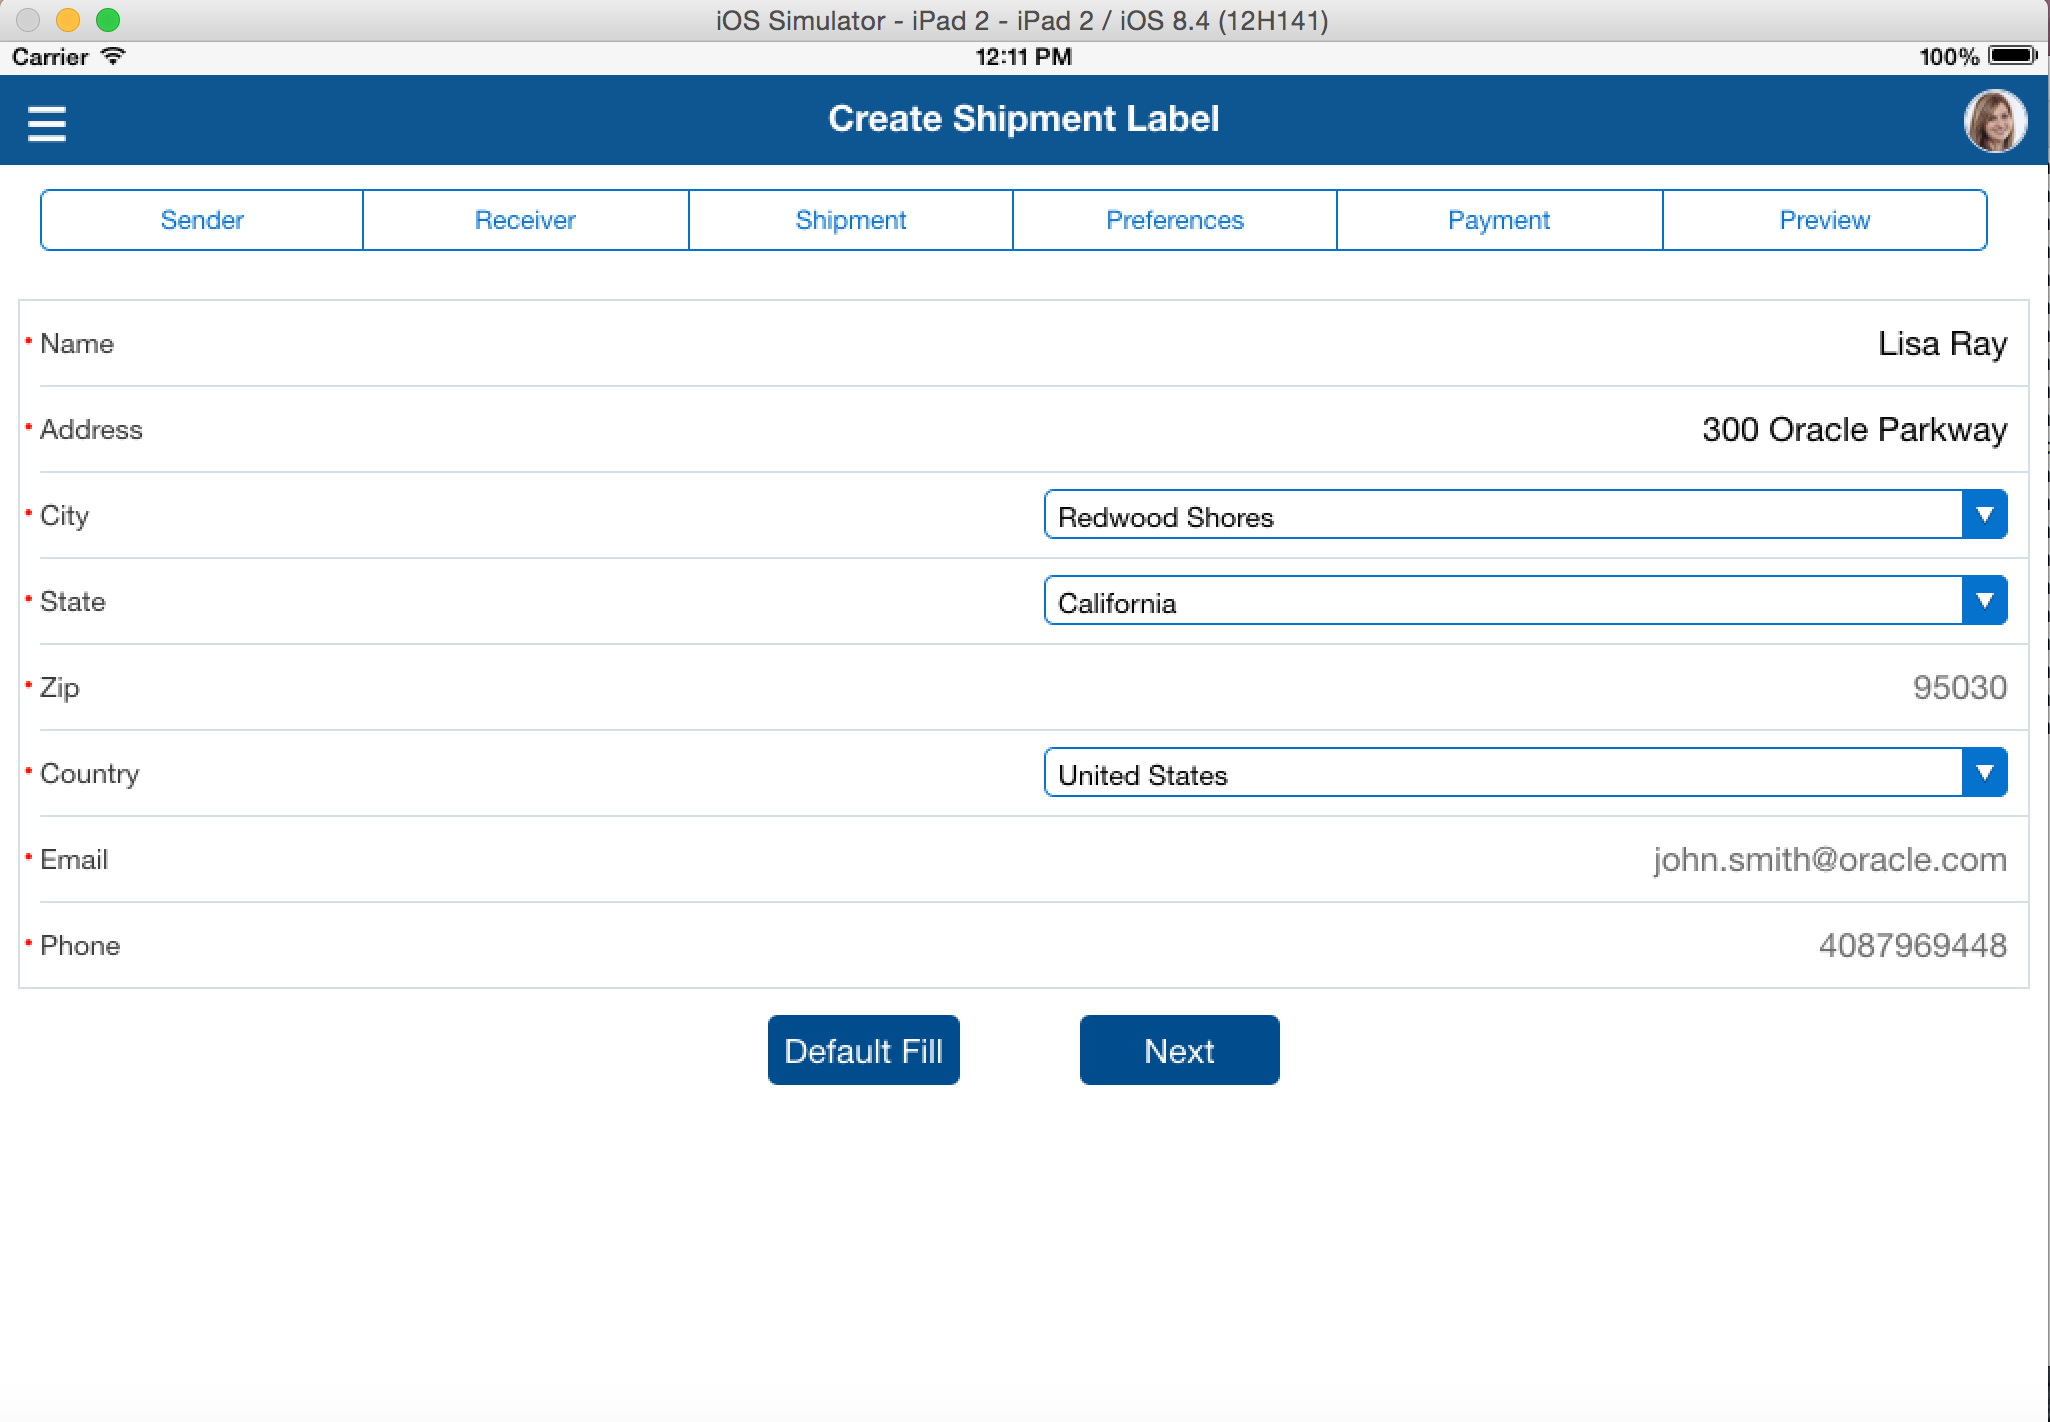 iOS Simulator - iPad 2 - iPad 2 / iOS 8.4 (12H141)
Carrier 12:11 PM 100%
Create Shipment Label
Sender Receiver Shipment Preferences Payment Preview
• Name Lisa Ray
• Address 300 Oracle Parkway
• City Redwood Shores
• State California
• Zip 95030
• Country United States
• Email john.smith@oracle.com
• Phone 4087969448
Default Fill Next